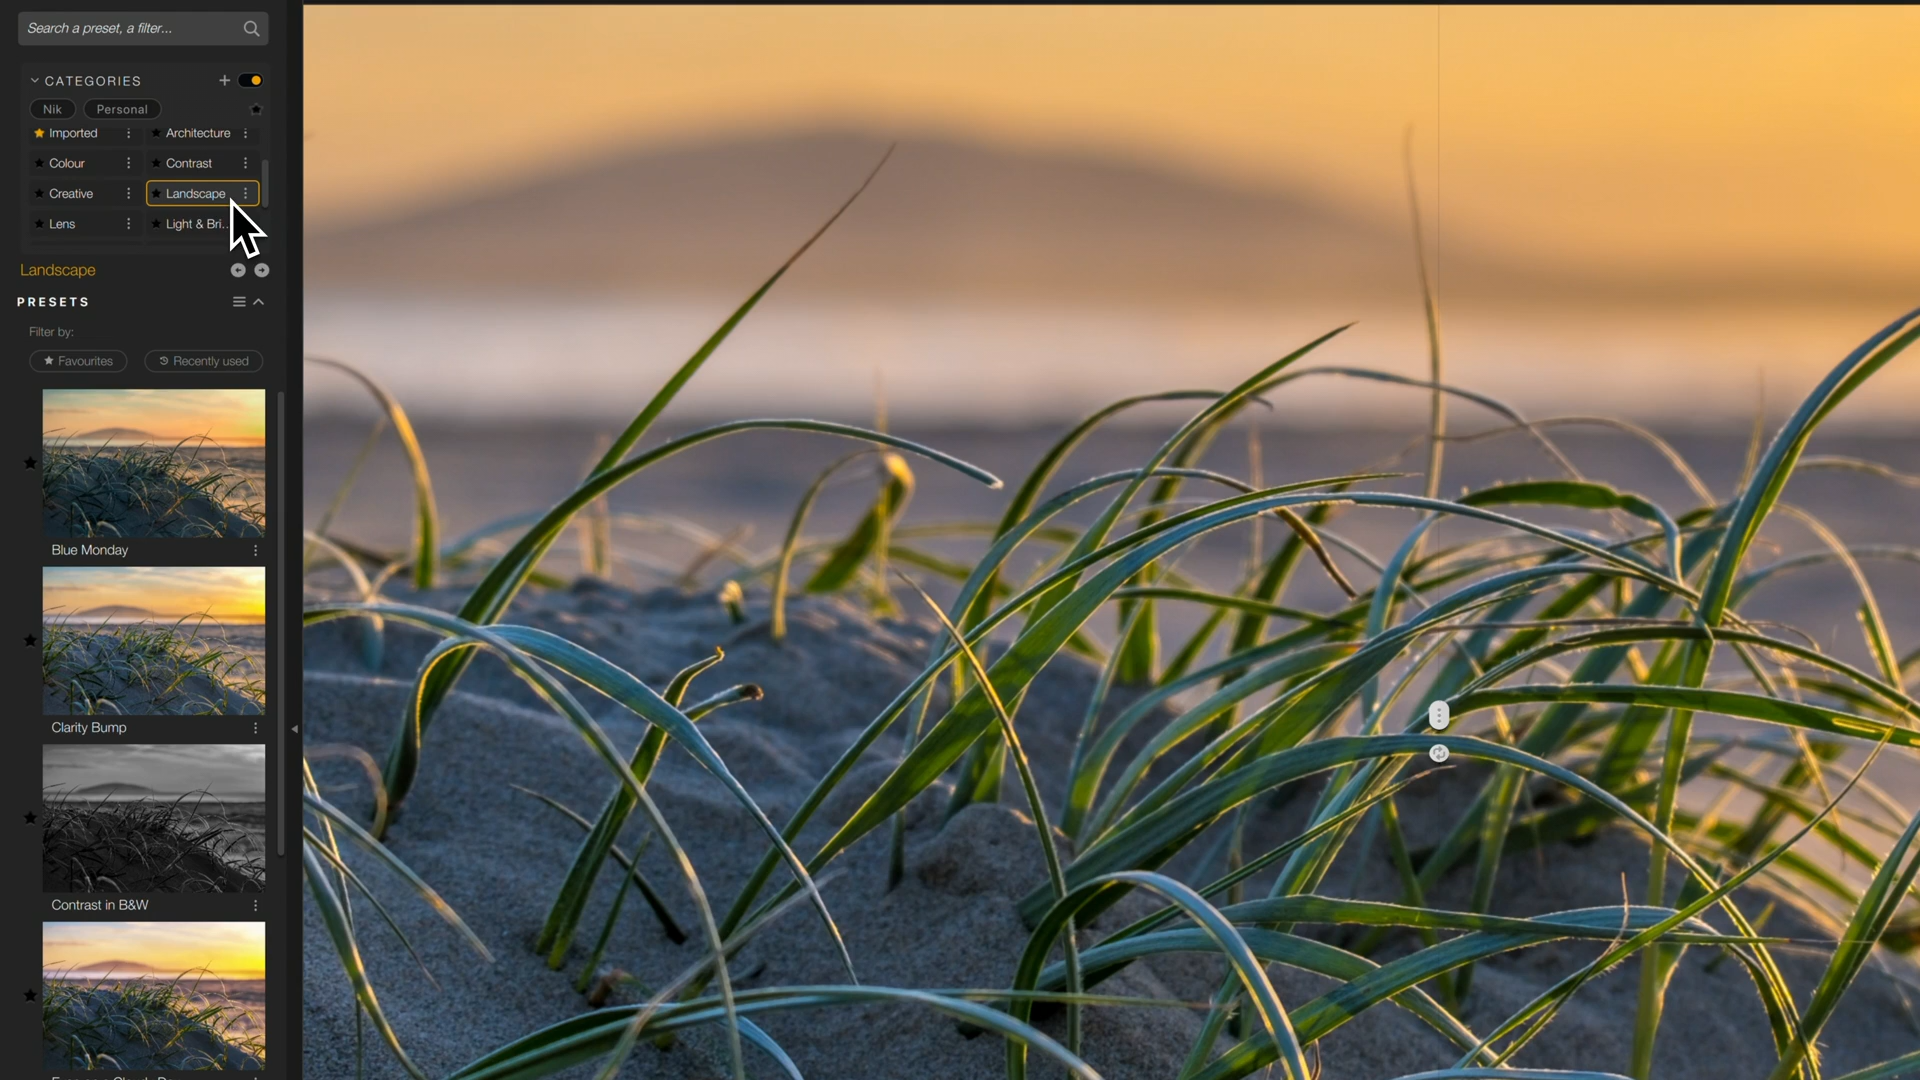 Search a preset, a filter...
CATEGORIES
Nik Personal
Imported Architecture
Colour Contrast
Creative Landscape
Lens Light & Bri...
Landscape
PRESETS
Filter by:
Favourites Recently used
Blue Monday
Clarity Bump
Contrast in B&W